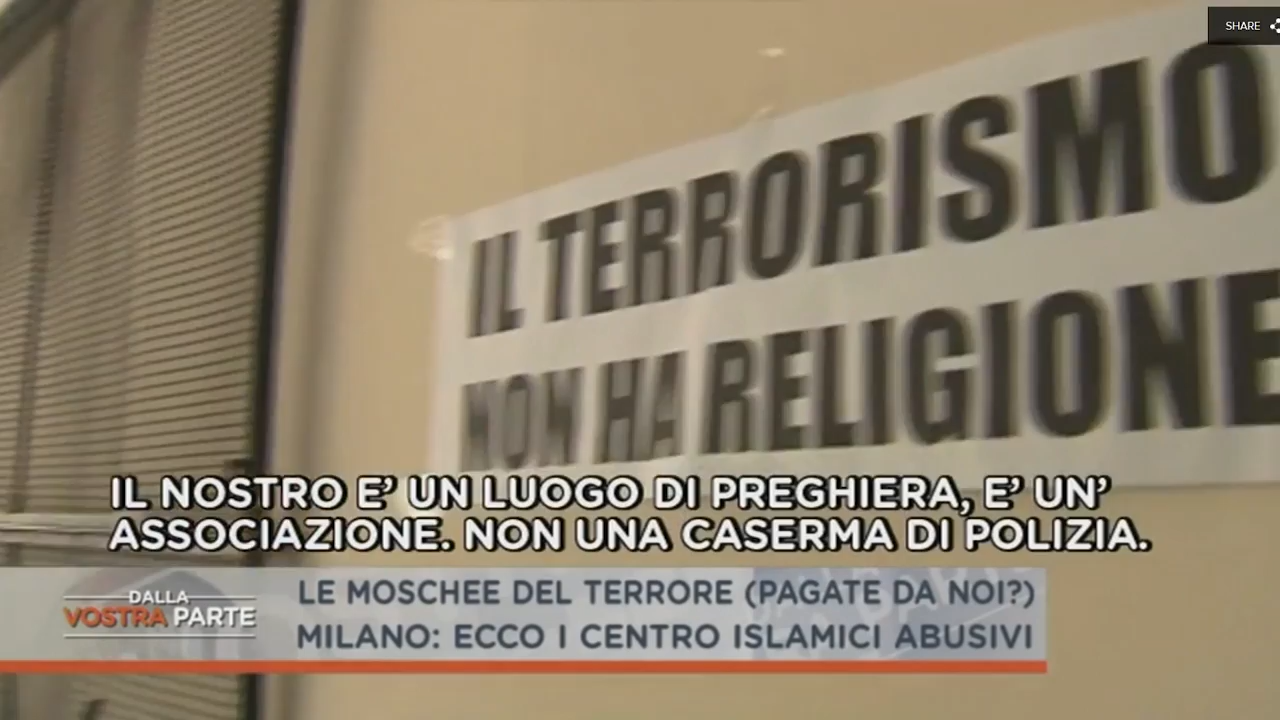 SHARE
IL TERRORISMO
NON HA RELIGIONE
IL NOSTRO E' UN LUOGO DI PREGHIERA, E' UN'
ASSOCIAZIONE. NON UNA CASERMA DI POLIZIA.
DALLA
VOSTRA PARTE
LE MOSCHEE DEL TERRORE (PAGATE DA NOI?)
MILANO: ECCO I CENTRO ISLAMICI ABUSIVI